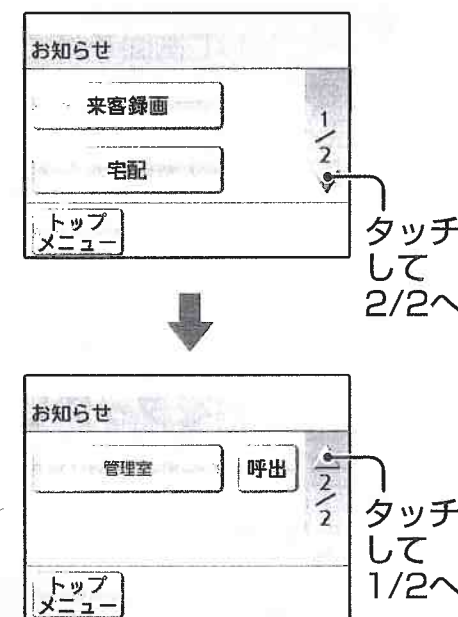 お知らせ
来客録画
宅配
1/2
トップ
メニュー
タッチ
して
2/2へ
お知らせ
管理室
呼出
2/2
トップ
メニュー
タッチ
して
1/2へ